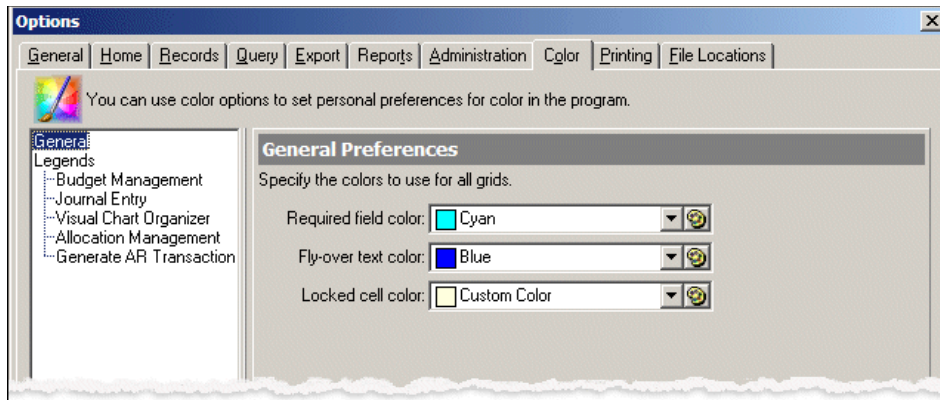 Options
General Home Records Query Export Reports Administration Color Printing File Locations
You can use color options to set personal preferences for color in the program.
General
Legends
Budget Management
Journal Entry
Visual Chart Organizer
Allocation Management
Generate AR Transaction
General Preferences
Specify the colors to use for all grids.
Required field color: Cyan
Fly-over text color: Blue
Locked cell color: Custom Color